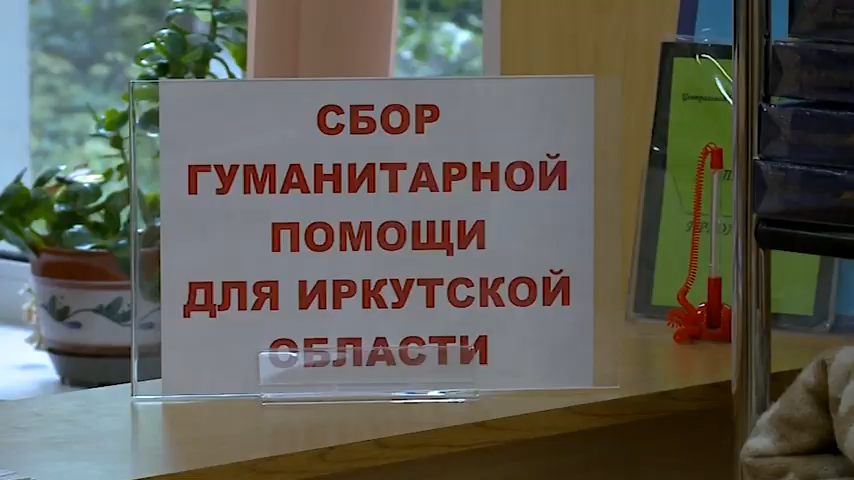 СБОР
ГУМАНИТАРНОЙ
ПОМОЩИ
ДЛЯ ИРКУТСКОЙ
ОБЛАСТИ